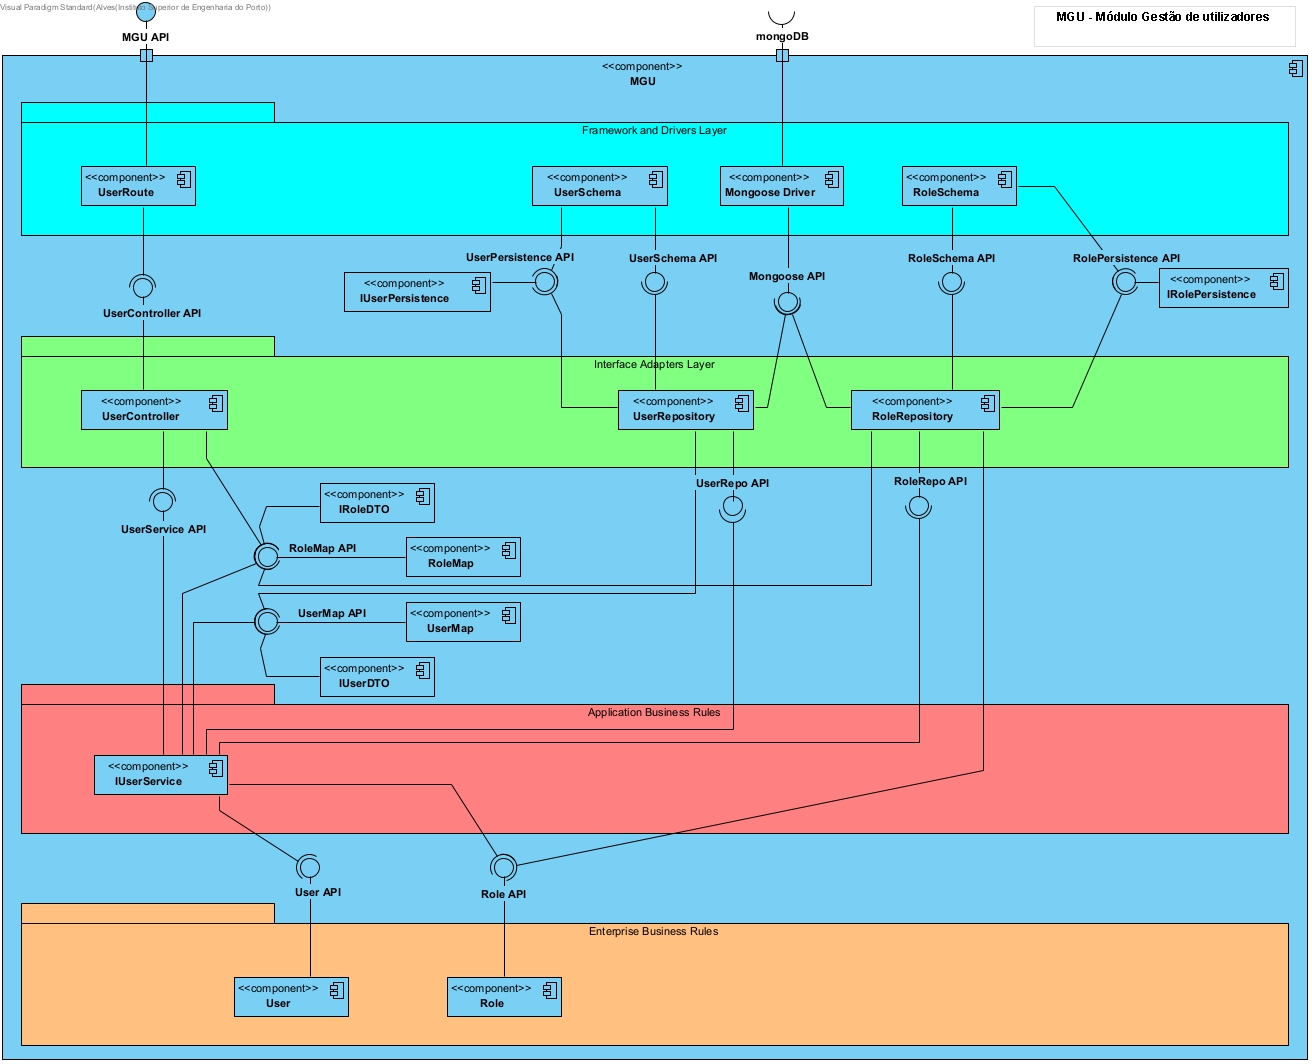 Visual Paradigm Standard(Alves(Instituto Superior de Engenharia do Porto))
MGU - Módulo Gestão de utilizadores
MGU API
mongoDB
<<component>>
MGU
Framework and Drivers Layer
<<component>>
UserRoute
<<component>>
UserSchema
<<component>>
Mongoose Driver
<<component>>
RoleSchema
UserPersistence API
UserSchema API
Mongoose API
RoleSchema API
RolePersistence API
<<component>>
IUserPersistence
<<component>>
IRolePersistence
UserController API
Interface Adapters Layer
<<component>>
UserController
<<component>>
UserRepository
<<component>>
RoleRepository
UserRepo API
RoleRepo API
<<component>>
IRoleDTO
UserService API
RoleMap API
<<component>>
RoleMap
UserMap API
<<component>>
UserMap
<<component>>
IUserDTO
Application Business Rules
<<component>>
IUserService
User API
Role API
Enterprise Business Rules
<<component>>
User
<<component>>
Role